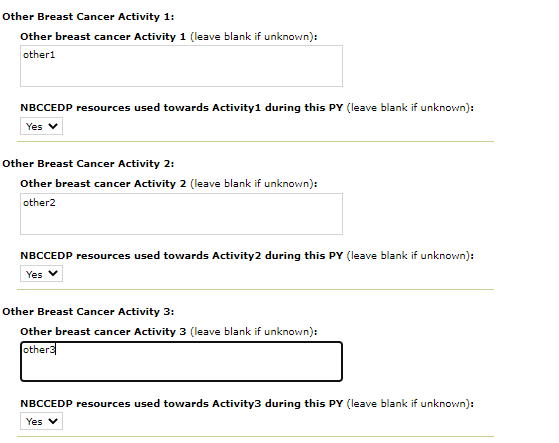 Other Breast Cancer Activity 1:
Other breast cancer Activity 1 (leave blank if unknown):
other1
NBCCEDP resources used towards Activity1 during this PY (leave blank if unknown):
Yes
Other Breast Cancer Activity 2:
Other breast cancer Activity 2 (leave blank if unknown):
other2
NBCCEDP resources used towards Activity2 during this PY (leave blank if unknown):
Yes
Other Breast Cancer Activity 3:
Other breast cancer Activity 3 (leave blank if unknown):
other3
NBCCEDP resources used towards Activity3 during this PY (leave blank if unknown):
Yes